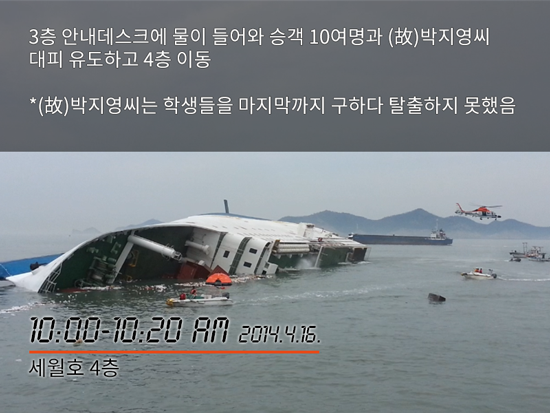 3층 안내데스크에 물이 들어와 승객 10여명과 (故)박지영씨
대피 유도하고 4층 이동
*(故)박지영씨는 학생들을 마지막까지 구하다 탈출하지 못했음
10:00-10:20 AM 2014.4.16.
세월호 4층